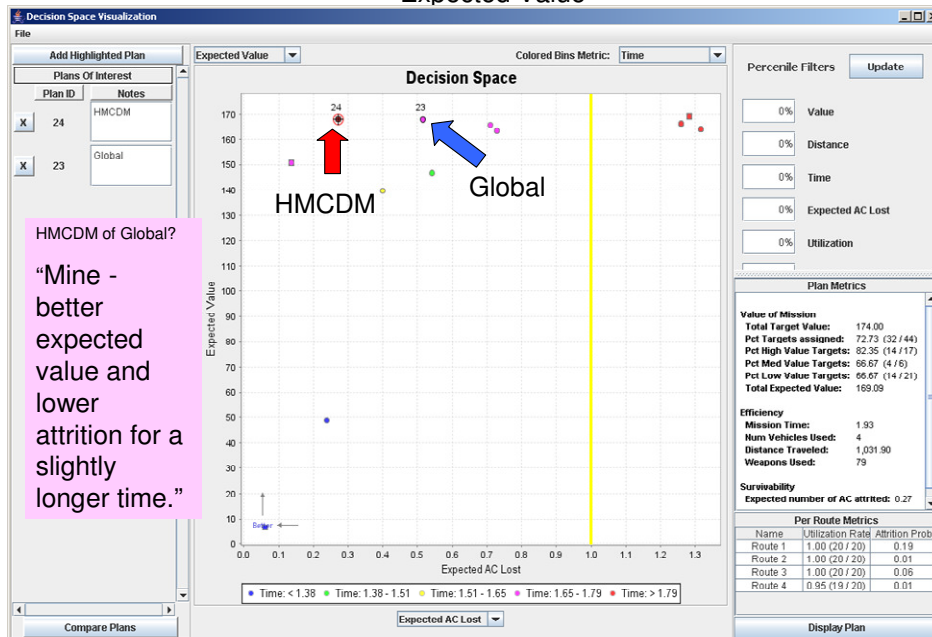 Expected Value
Decision Space Visualization
File
Add Highlighted Plan
Plans Of Interest
Plan ID Notes
X 24 HMCDM
X 23 Global
HMCDM of Global?
“Mine -
better
expected
value and
lower
attrition for a
slightly
longer time.”
Compare Plans
Expected Value
Colored Bins Metric: Time
Decision Space
Expected Value
170
160
150
140
130
120
110
100
90
80
70
60
50
40
30
20
10
0
24
23
HMCDM
Global
Better
0.0 0.1 0.2 0.3 0.4 0.5 0.6 0.7 0.8 0.9 1.0 1.1 1.2 1.3
Expected AC Lost
Time: < 1.38 Time: 1.38 - 1.51 Time: 1.51 - 1.65 Time: 1.65 - 1.79 Time: > 1.79
Expected AC Lost
Percenile Filters Update
0% Value
0% Distance
0% Time
0% Expected AC Lost
0% Utilization
Plan Metrics
Value of Mission
Total Target Value: 174.00
Pct Targets assigned: 72.73 (32 / 44)
Pct High Value Targets: 82.35 (14 / 17)
Pct Med Value Targets: 66.67 (4 / 6)
Pct Low Value Targets: 66.67 (14 / 21)
Total Expected Value: 169.09
Efficiency
Mission Time: 1.93
Num Vehicles Used: 4
Distance Traveled: 1,031.90
Weapons Used: 79
Survivability
Expected number of AC attrited: 0.27
Per Route Metrics
Name Utilization Rate Attrition Prob
Route 1 1.00 (20 / 20) 0.19
Route 2 1.00 (20 / 20) 0.01
Route 3 1.00 (20 / 20) 0.06
Route 4 0.95 (19 / 20) 0.01
Display Plan